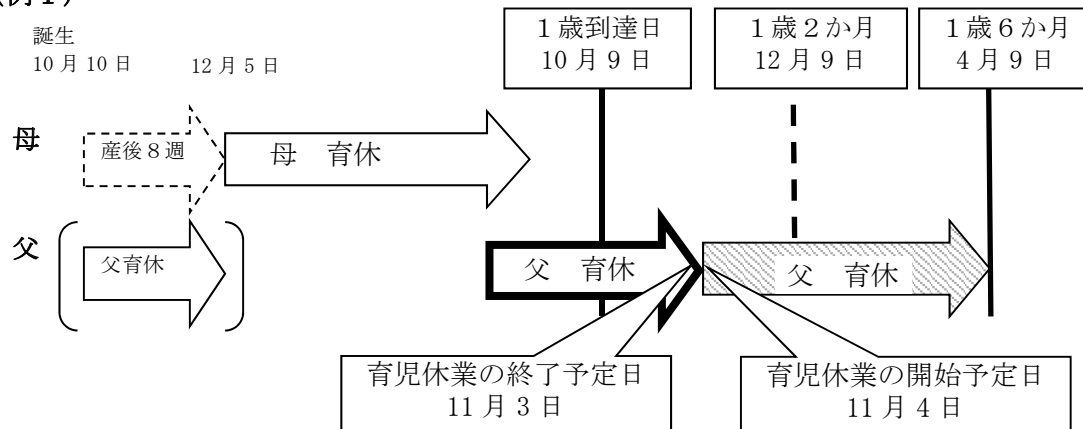 誕生
10月10日
12月5日
1歳到達日
10月9日
1歳2か月
12月9日
1歳6か月
4月9日
母
産後8週
母 育休
父
父育休
父 育休
父 育休
育児休業の終了予定日
11月3日
育児休業の開始予定日
11月4日